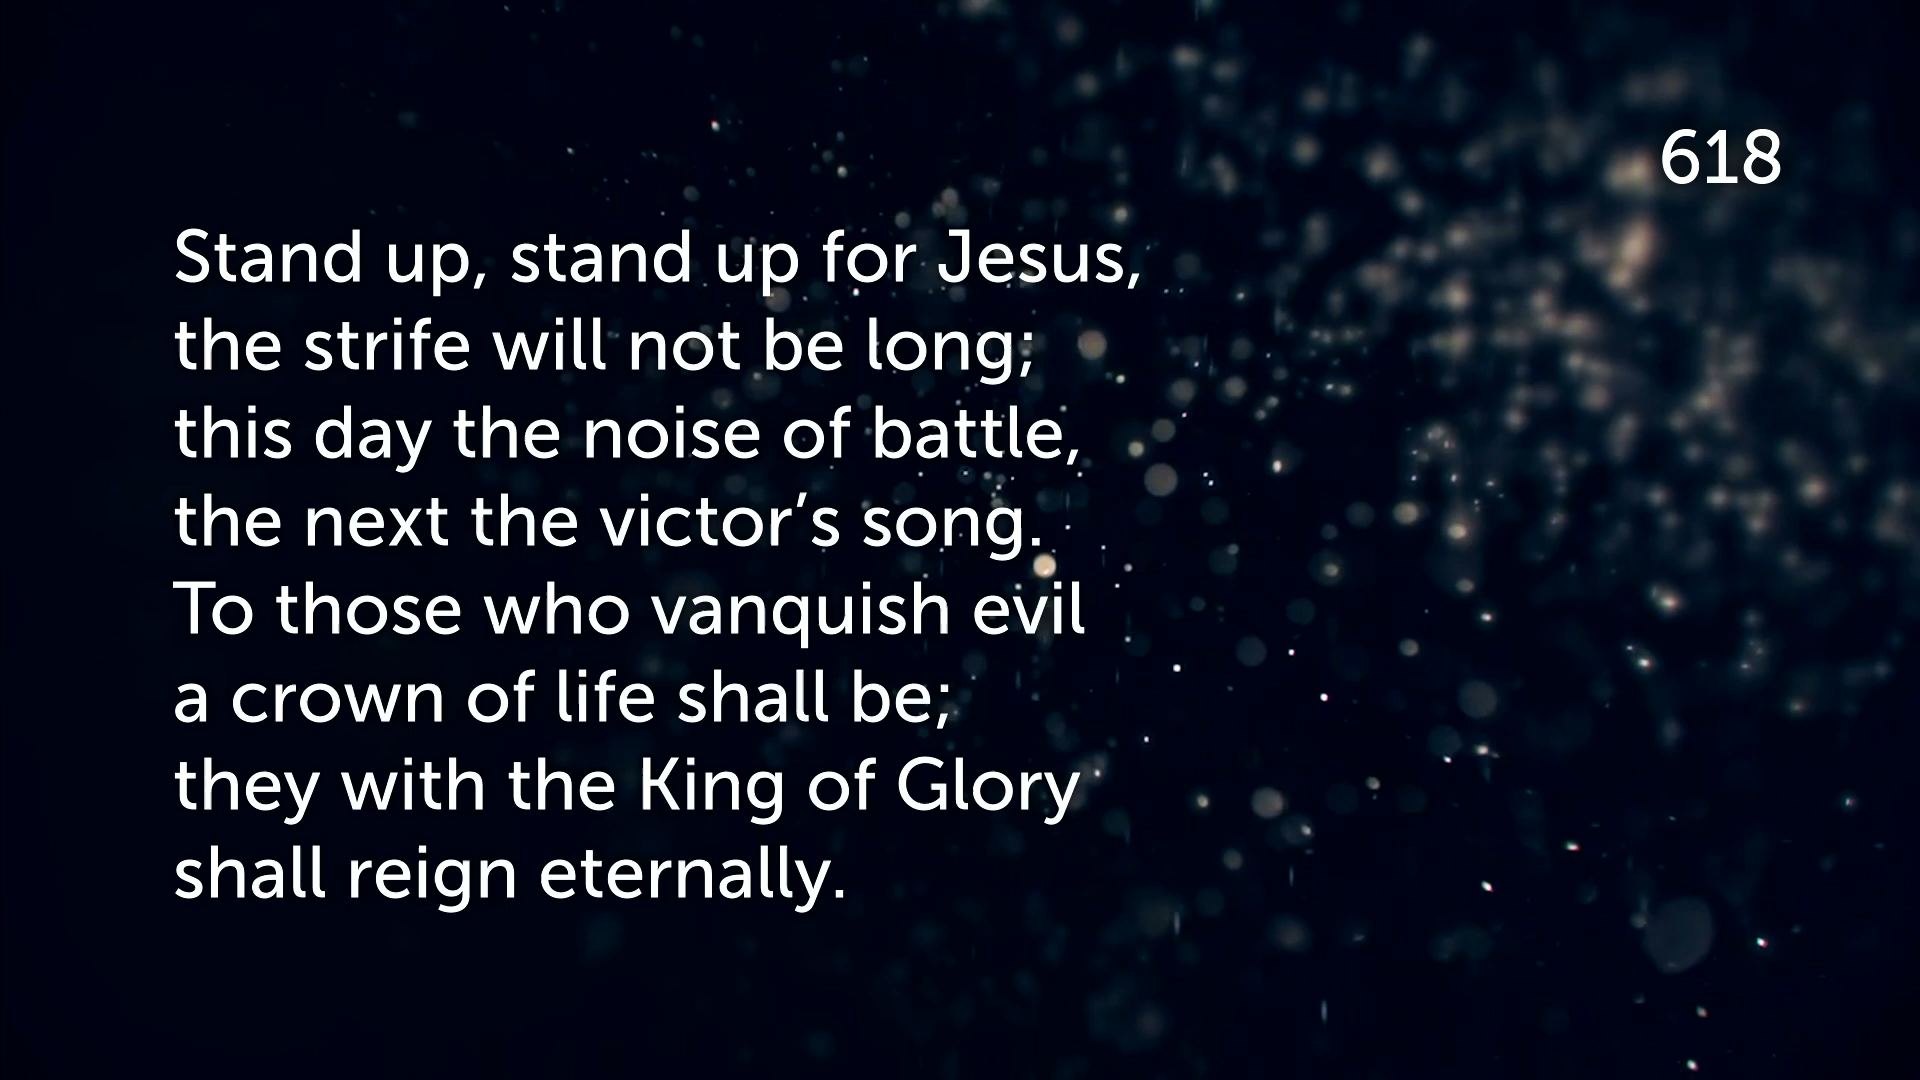 618
Stand up, stand up for Jesus,
the strife will not be long;
this day the noise of battle,
the next the victor’s song.
To those who vanquish evil
a crown of life shall be;
they with the King of Glory
shall reign eternally.